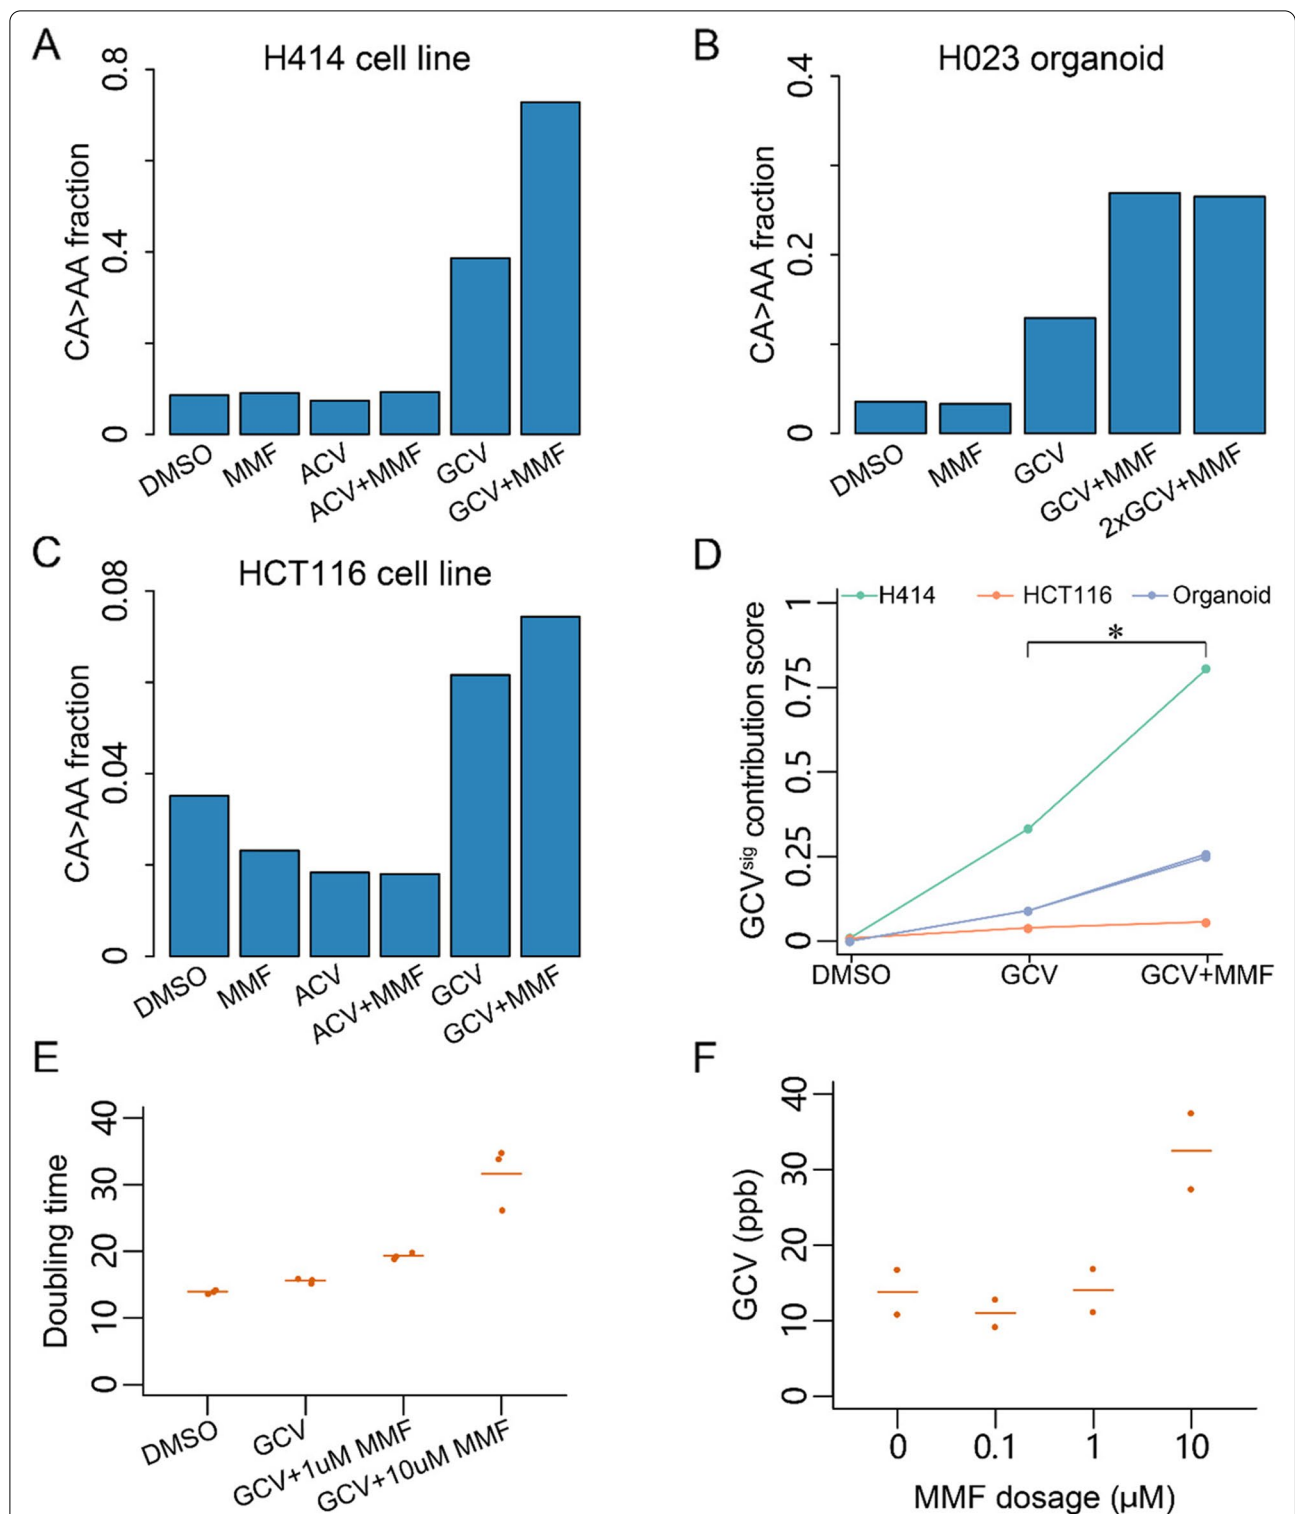 A
H414 cell line
CA>AA fraction
0.8
0.4
0
DMSO
MMF
ACV
ACV+MMF
GCV
GCV+MMF
B
H023 organoid
CA>AA fraction
0.4
0.2
0
DMSO
MMF
GCV
GCV+MMF
2xGCV+MMF
C
HCT116 cell line
CA>AA fraction
0.08
0.04
0
DMSO
MMF
ACV
ACV+MMF
GCV
GCV+MMF
D
H414
HCT116
Organoid
*
GCVsig contribution score
1
0.75
0.5
0.25
0
DMSO
GCV
GCV+MMF
E
Doubling time
40
30
20
10
0
DMSO
GCV
GCV+1uM MMF
GCV+10uM MMF
F
GCV (ppb)
40
30
20
10
0
0
0.1
1
10
MMF dosage (μM)